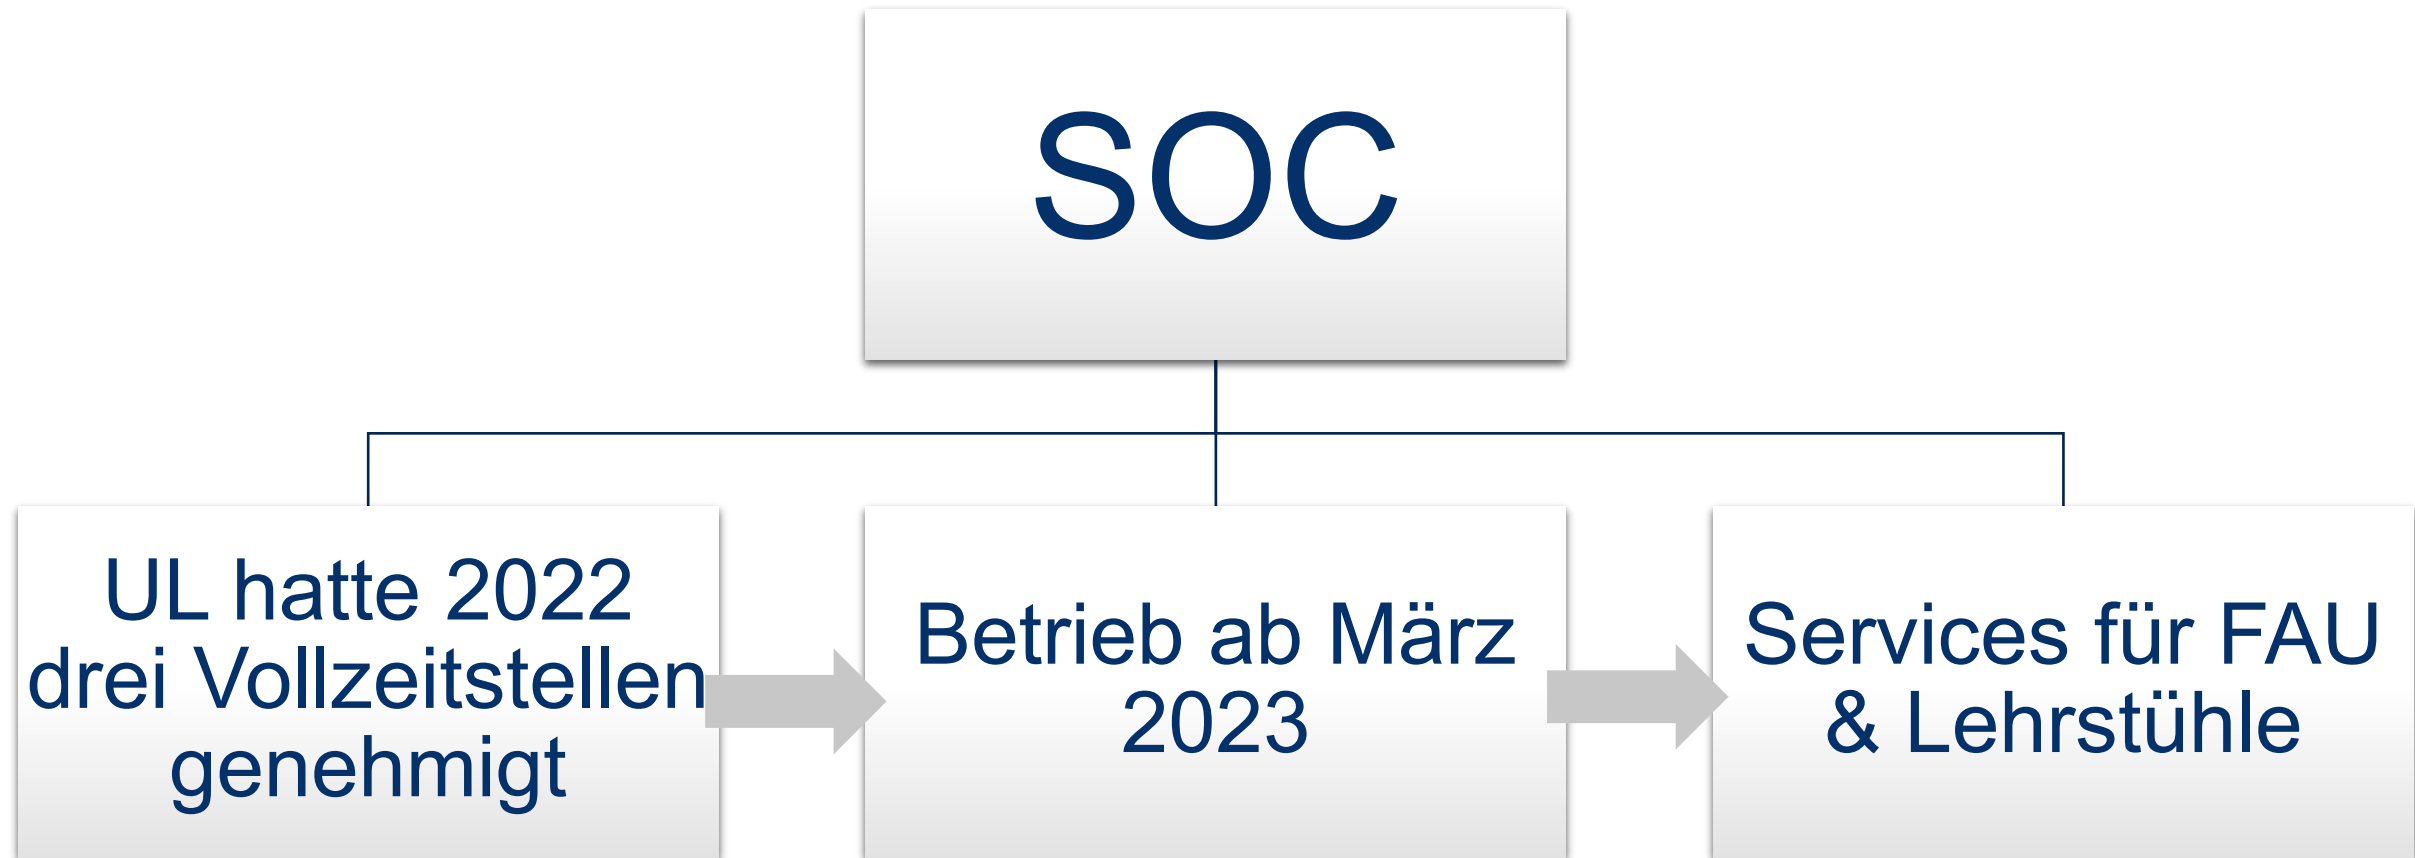 SOC
UL hatte 2022
drei Vollzeitstellen
genehmigt
Betrieb ab März
2023
Services für FAU
& Lehrstühle